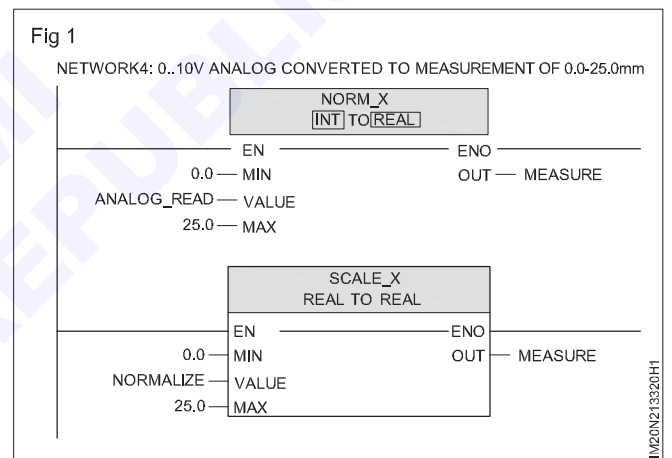 Fig 1
NETWORK4: 0..10V ANALOG CONVERTED TO MEASUREMENT OF 0.0-25.0mm
NORM_X
INT TO REAL
EN ENO
0.0 MIN OUT MEASURE
ANALOG_READ VALUE
25.0 MAX
SCALE_X
REAL TO REAL
EN ENO
0.0 MIN OUT MEASURE
NORMALIZE VALUE
25.0 MAX
IM20N213320H1